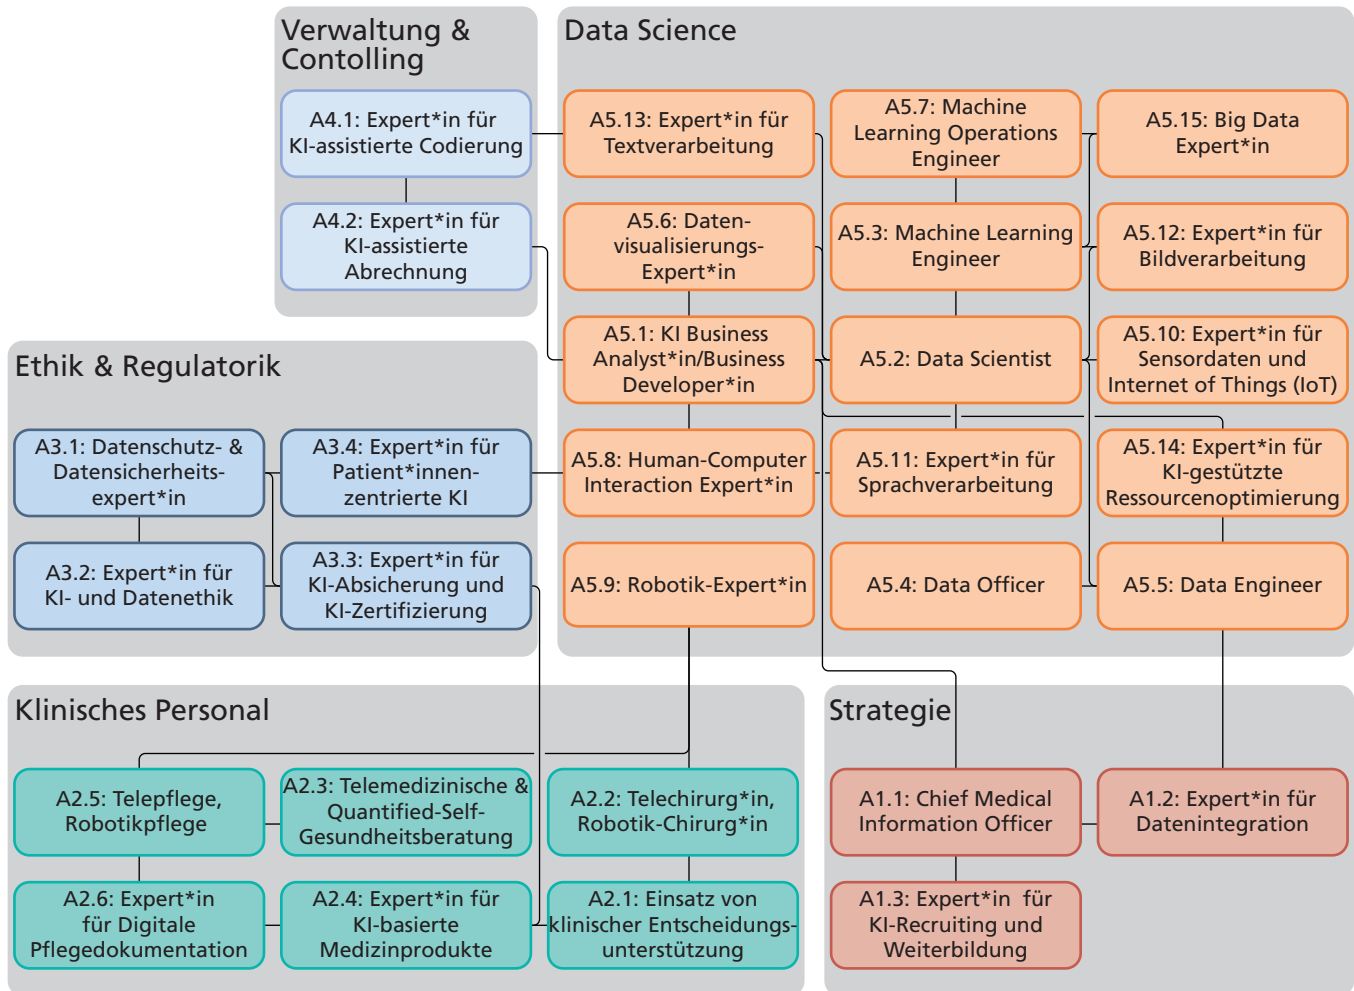 Verwaltung &
Contolling
A4.1: Expert*in für
KI-assistierte Codierung
A4.2: Expert*in für
KI-assistierte
Abrechnung
Data Science
A5.13: Expert*in für
Textverarbeitung
A5.7: Machine
Learning Operations
Engineer
A5.15: Big Data
Expert*in
A5.6: Daten-
visualisierungs-
Expert*in
A5.3: Machine Learning
Engineer
A5.12: Expert*in für
Bildverarbeitung
A5.1: KI Business
Analyst*in/Business
Developer*in
A5.2: Data Scientist
A5.10: Expert*in für
Sensordaten und
Internet of Things (IoT)
A5.8: Human-Computer
Interaction Expert*in
A5.11: Expert*in für
Sprachverarbeitung
A5.14: Expert*in für
KI-gestützte
Ressourcenoptimierung
A5.9: Robotik-Expert*in
A5.4: Data Officer
A5.5: Data Engineer
Ethik & Regulatorik
A3.1: Datenschutz- &
Datensicherheits-
expert*in
A3.4: Expert*in für
Patient*innen-
zentrierte KI
A3.2: Expert*in für
KI- und Datenethik
A3.3: Expert*in für
KI-Absicherung und
KI-Zertifizierung
Klinisches Personal
A2.5: Telepflege,
Robotikpflege
A2.3: Telemedizinische &
Quantified-Self-
Gesundheitsberatung
A2.2: Telechirurg*in,
Robotik-Chirurg*in
A2.6: Expert*in
für Digitale
Pflegedokumentation
A2.4: Expert*in für
KI-basierte
Medizinprodukte
A2.1: Einsatz von
klinischer Entscheidungs-
unterstützung
Strategie
A1.1: Chief Medical
Information Officer
A1.2: Expert*in für
Datenintegration
A1.3: Expert*in für
KI-Recruiting und
Weiterbildung